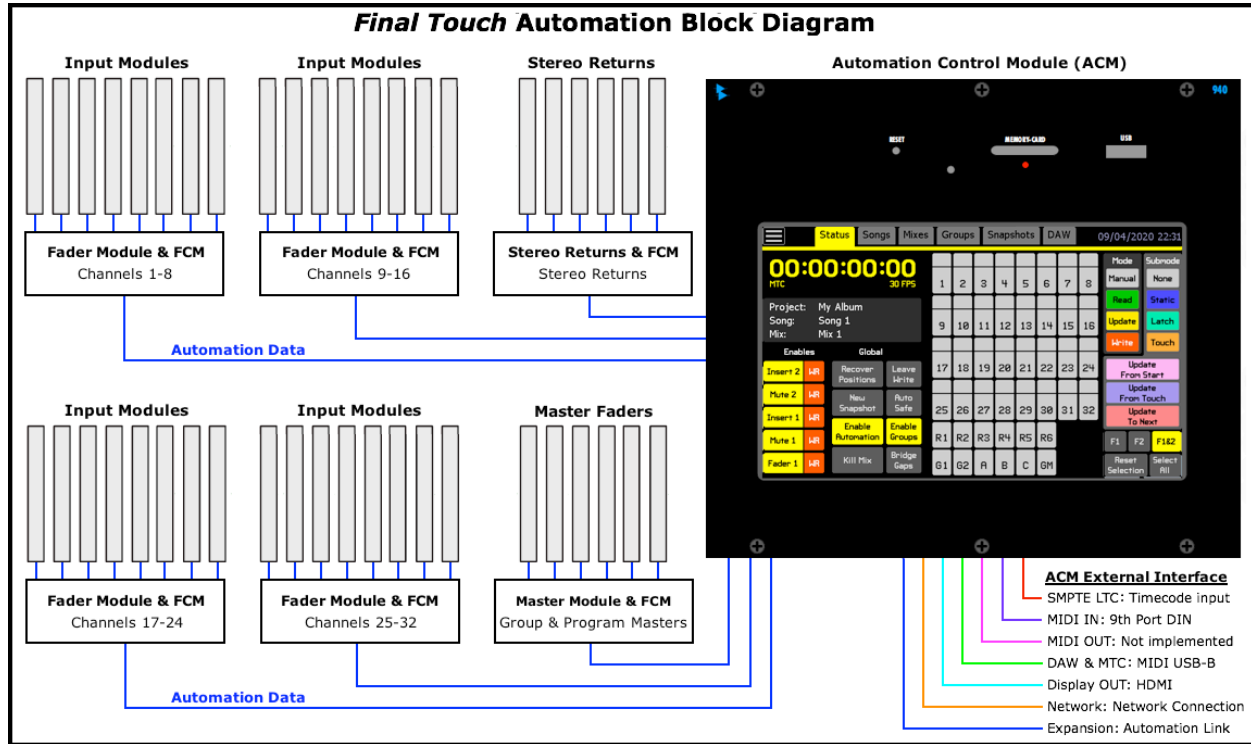 Final Touch Automation Block Diagram
Input Modules
Input Modules
Stereo Returns
Automation Control Module (ACM)
Fader Module & FCM
Channels 1-8
Fader Module & FCM
Channels 9-16
Stereo Returns & FCM
Stereo Returns
Automation Data
Input Modules
Input Modules
Master Faders
Fader Module & FCM
Channels 17-24
Fader Module & FCM
Channels 25-32
Master Module & FCM
Group & Program Masters
Automation Data
940
RESET
MEMORY-CARD
USB
Status Songs Mixes Groups Snapshots DAW 09/04/2020 22:31
00:00:00:00
MTC 30 FPS
Project: My Album
Song: Song 1
Mix: Mix 1
Enables Global
Insert 2 WR
Mute 2 WR
Insert 1 WR
Mute 1 WR
Fader 1 WR
Recover
Positions
Leave
Write
New
Snapshot
Auto
Safe
Enable
Automation
Enable
Groups
Kill Mix
Bridge
Gaps
1 2 3 4 5 6 7 8
9 10 11 12 13 14 15 16
17 18 19 20 21 22 23 24
25 26 27 28 29 30 31 32
R1 R2 R3 R4 R5 R6
G1 G2 A B C GM
Mode Submode
Manual None
Read Static
Update Latch
Write Touch
Update
From Start
Update
From Touch
Update
To Next
F1 F2 F1&2
Reset
Selection
Select
All
ACM External Interface
SMPTE LTC: Timecode input
MIDI IN: 9th Port DIN
MIDI OUT: Not implemented
DAW & MTC: MIDI USB-B
Display OUT: HDMI
Network: Network Connection
Expansion: Automation Link